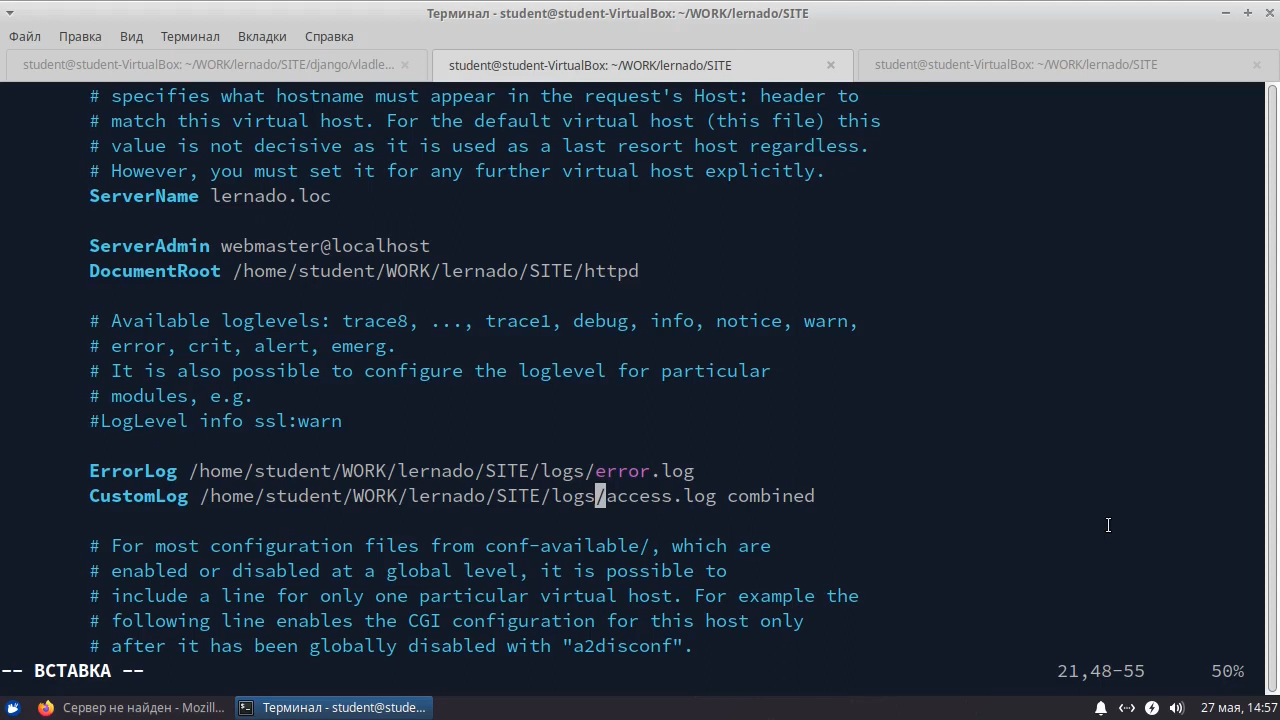 Терминал - student@student-VirtualBox: ~/WORK/lernado/SITE
Файл Правка Вид Терминал Вкладки Справка
student@student-VirtualBox: ~/WORK/lernado/SITE/django/vladle...
student@student-VirtualBox: ~/WORK/lernado/SITE
student@student-VirtualBox: ~/WORK/lernado/SITE
# specifies what hostname must appear in the request's Host: header to
# match this virtual host. For the default virtual host (this file) this
# value is not decisive as it is used as a last resort host regardless.
# However, you must set it for any further virtual host explicitly.
ServerName lernado.loc
ServerAdmin webmaster@localhost
DocumentRoot /home/student/WORK/lernado/SITE/httpd
# Available loglevels: trace8, ..., trace1, debug, info, notice, warn,
# error, crit, alert, emerg.
# It is also possible to configure the loglevel for particular
# modules, e.g.
#LogLevel info ssl:warn
ErrorLog /home/student/WORK/lernado/SITE/logs/error.log
CustomLog /home/student/WORK/lernado/SITE/logs/access.log combined
# For most configuration files from conf-available/, which are
# enabled or disabled at a global level, it is possible to
# include a line for only one particular virtual host. For example the
# following line enables the CGI configuration for this host only
# after it has been globally disabled with "a2disconf".
-- ВСТАВКА -- 21,48-55 50%
Сервер не найден - Mozill... Терминал - student@stude... 27 мая, 14:57